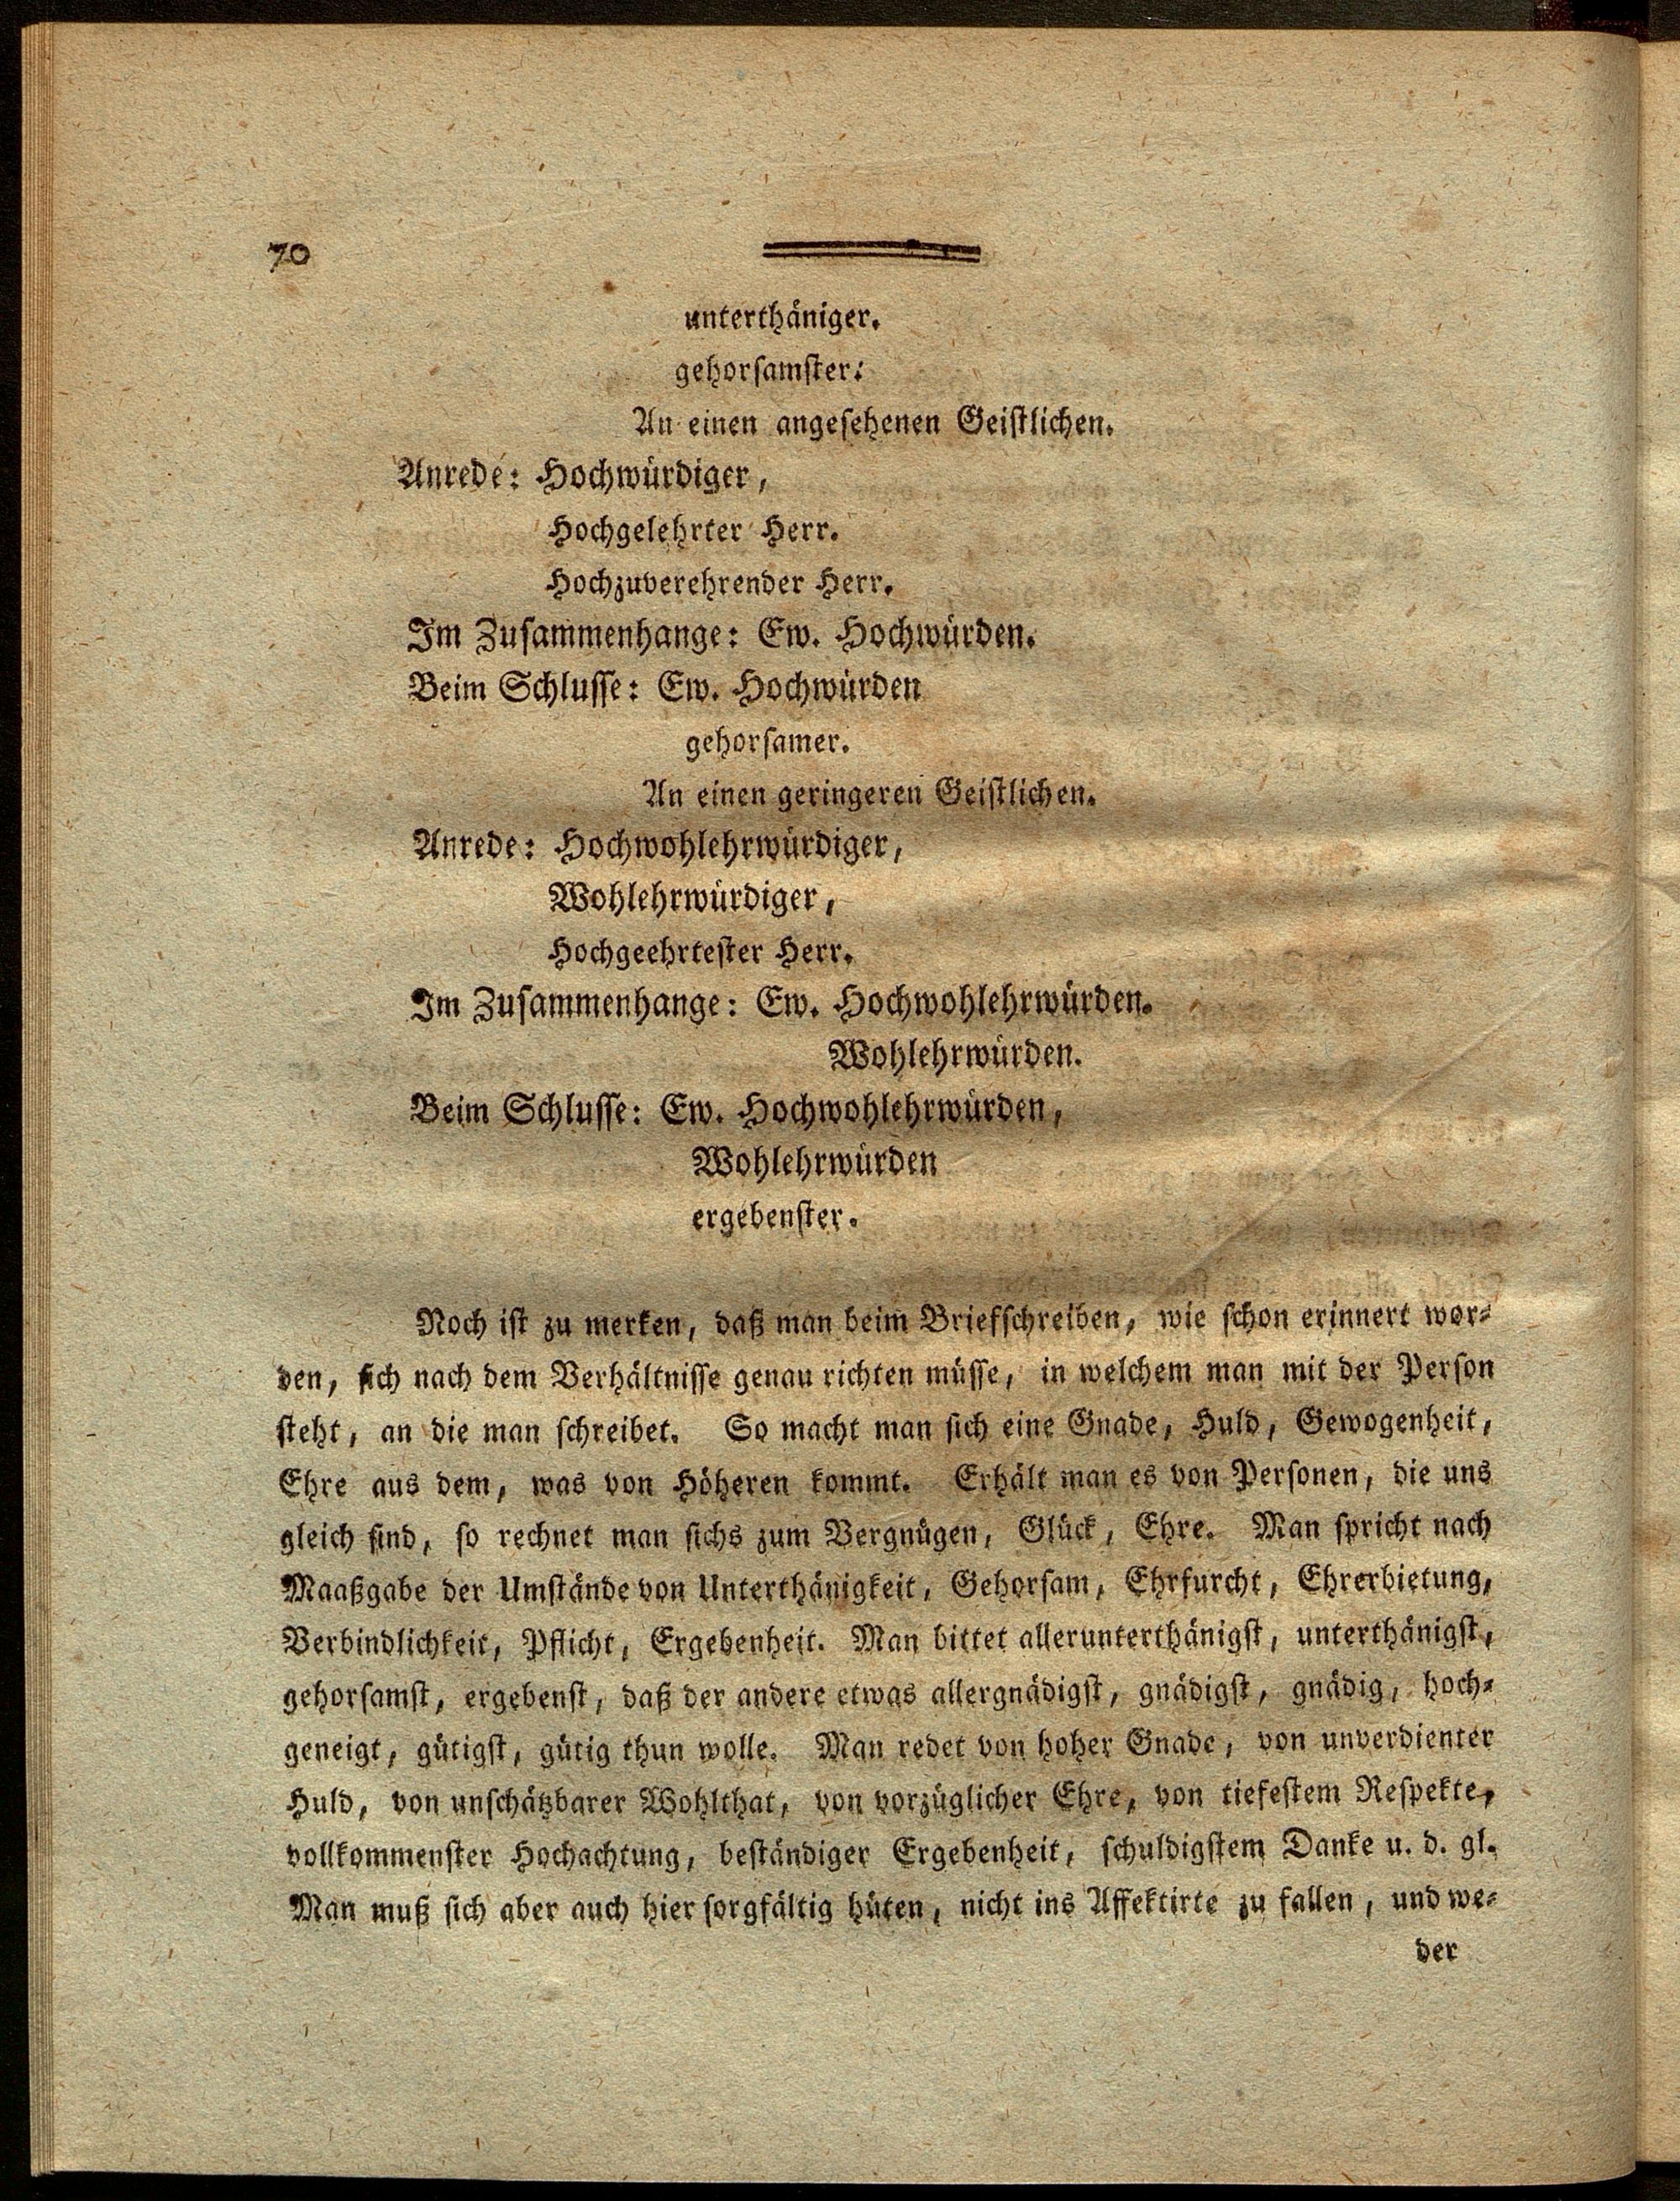 70
unterthäniger.
gehorsamster.
An einen angesehenen Geistlichen.
Anrede: Hochwürdiger,
Hochgelehrter Herr.
Hochzuverehrender Herr.
Im Zusammenhange: Ew. Hochwürden.
Beim Schlusse: Ew. Hochwürden
gehorsamer.
An einen geringeren Geistlichen.
Anrede: Hochwohlehrwürdiger,
Wohlehrwürdiger,
Hochgeehrtester Herr.
Im Zusammenhange: Ew. Hochwohlehrwürden.
Wohlehrwürden.
Beim Schlusse: Ew. Hochwohlehrwürden,
Wohlehrwürden
ergebenster.
Noch ist zu merken, daß man beim Briefschreiben, wie schon erinnert wor-
den, sich nach dem Verhältnisse genau richten müsse, in welchem man mit der Person
steht, an die man schreibet. So macht man sich eine Gnade, Huld, Gewogenheit,
Ehre aus dem, was von Höheren kommt. Erhält man es von Personen, die uns
gleich sind, so rechnet man sichs zum Vergnügen, Glück, Ehre. Man spricht nach
Maaßgabe der Umstände von Unterthänigkeit, Gehorsam, Ehrfurcht, Ehrerbietung,
Verbindlichkeit, Pflicht, Ergebenheit. Man bittet allerunterthänigst, unterthänigst,
gehorsamst, ergebenst, daß der andere etwas allergnädigst, gnädigst, gnädig, hoch-
geneigt, gütigst, gütig thun wolle. Man redet von hoher Gnade, von unverdienter
Huld, von unschätzbarer Wohlthat, von vorzüglicher Ehre, von tiefestem Respekte,
vollkommenster Hochachtung, beständiger Ergebenheit, schuldigstem Danke u. d. gl.
Man muß sich aber auch hier sorgfältig hüten, nicht ins Affektirte zu fallen, und we-
der